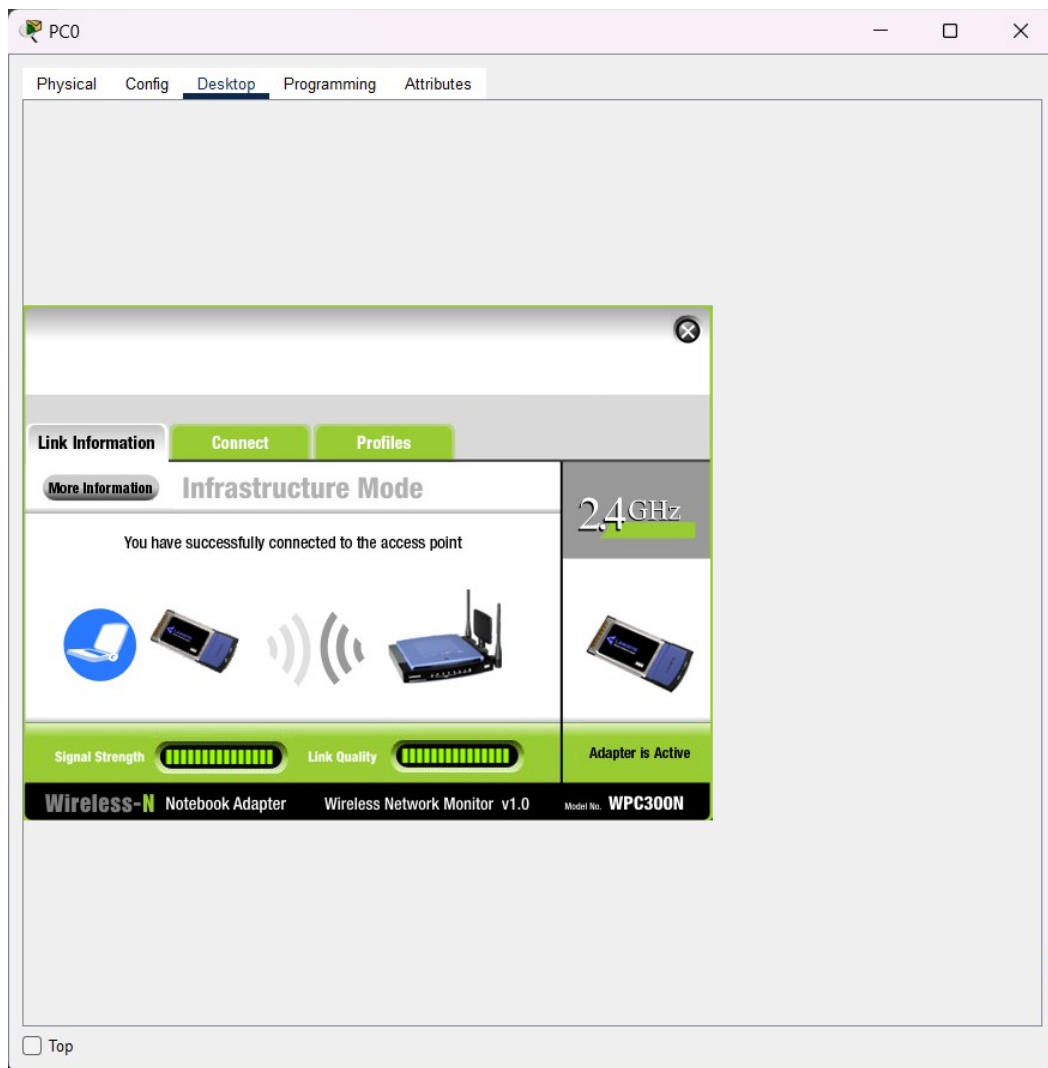 PC0
Physical Config Desktop Programming Attributes
Link Information Connect Profiles
More Information Infrastructure Mode
2.4GHz
You have successfully connected to the access point
Signal Strength Link Quality Adapter is Active
Wireless-N Notebook Adapter Wireless Network Monitor v1.0 Model No. WPC300N
Top